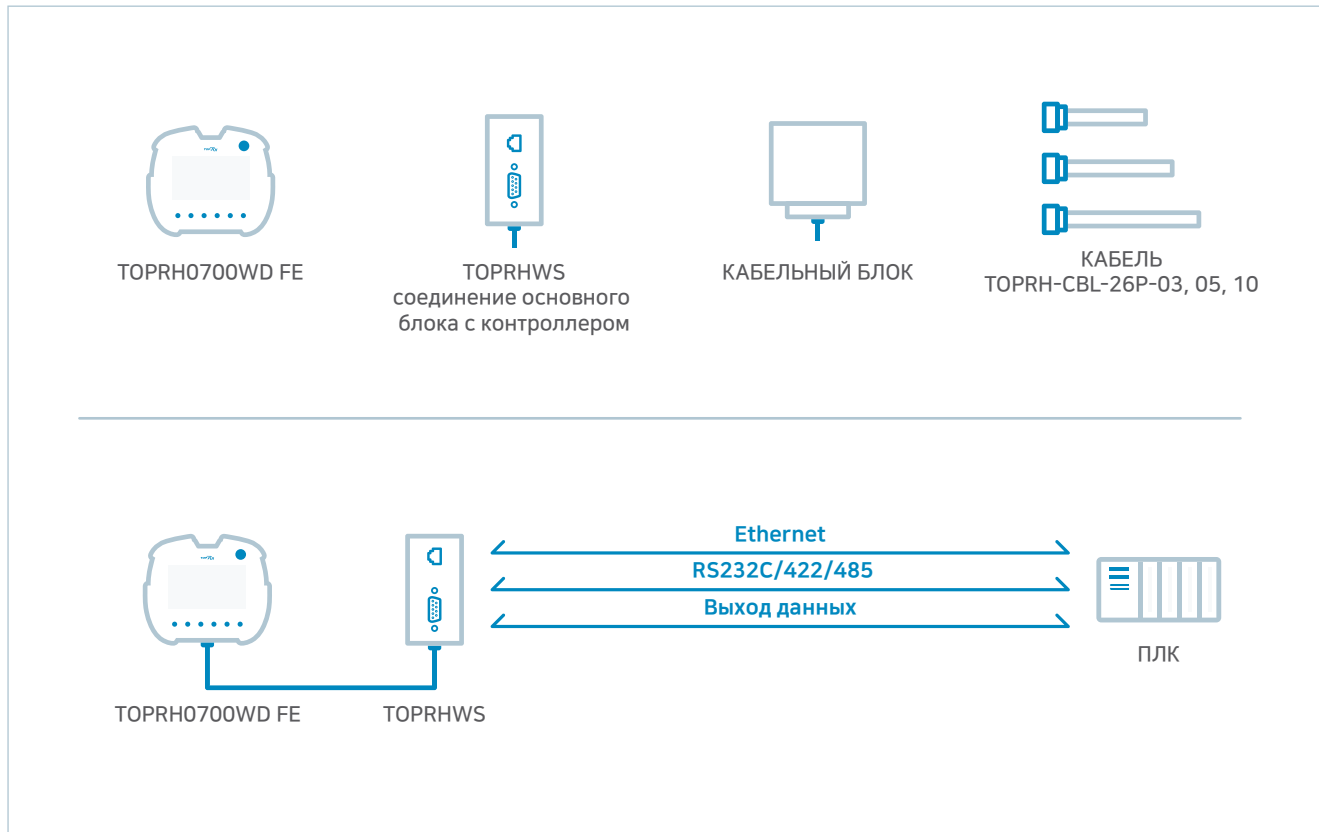 TOPRH0700WD FE
TOPRHWS
соединение основного
блока с контроллером
КАБЕЛЬНЫЙ БЛОК
КАБЕЛЬ
TOPRH-CBL-26P-03, 05, 10
Ethernet
RS232C/422/485
Выход данных
ПЛК
TOPRH0700WD FE
TOPRHWS